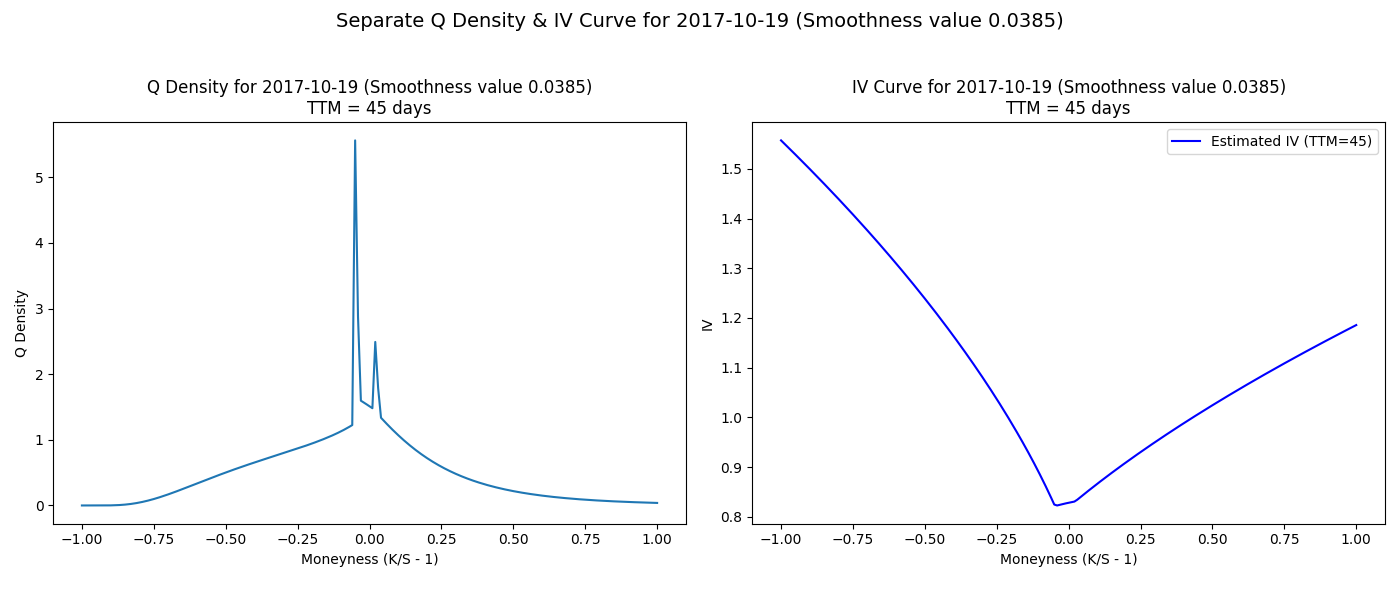 Separate Q Density & IV Curve for 2017-10-19 (Smoothness value 0.0385)
Q Density for 2017-10-19 (Smoothness value 0.0385)
TTM = 45 days
Q Density
5
4
3
2
1
0
−1.00 −0.75 −0.50 −0.25 0.00 0.25 0.50 0.75 1.00
Moneyness (K/S - 1)
IV Curve for 2017-10-19 (Smoothness value 0.0385)
TTM = 45 days
Estimated IV (TTM=45)
IV
1.5
1.4
1.3
1.2
1.1
1.0
0.9
0.8
−1.00 −0.75 −0.50 −0.25 0.00 0.25 0.50 0.75 1.00
Moneyness (K/S - 1)